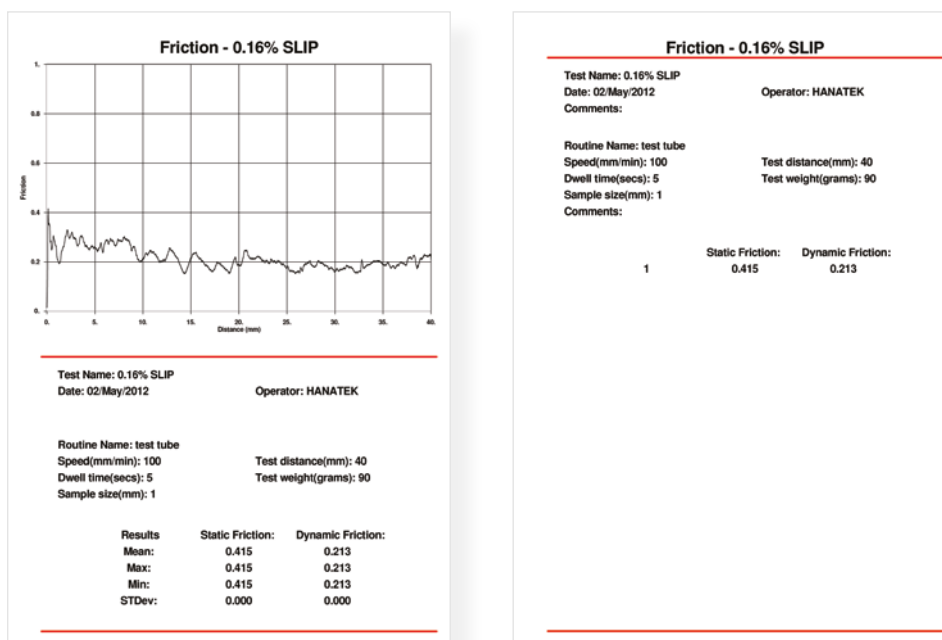 Friction - 0.16% SLIP
1.
0.8
0.6
0.4
0.2
0.
Friction
0. 5. 10. 15. 20. 25. 30. 35. 40.
Distance (mm)
Test Name: 0.16% SLIP
Date: 02/May/2012 Operator: HANATEK
Routine Name: test tube
Speed(mm/min): 100 Test distance(mm): 40
Dwell time(secs): 5 Test weight(grams): 90
Sample size(mm): 1
Results Static Friction: Dynamic Friction:
Mean: 0.415 0.213
Max: 0.415 0.213
Min: 0.415 0.213
STDev: 0.000 0.000
Friction - 0.16% SLIP
Test Name: 0.16% SLIP
Date: 02/May/2012 Operator: HANATEK
Comments:
Routine Name: test tube
Speed(mm/min): 100 Test distance(mm): 40
Dwell time(secs): 5 Test weight(grams): 90
Sample size(mm): 1
Comments:
Static Friction: Dynamic Friction:
1 0.415 0.213